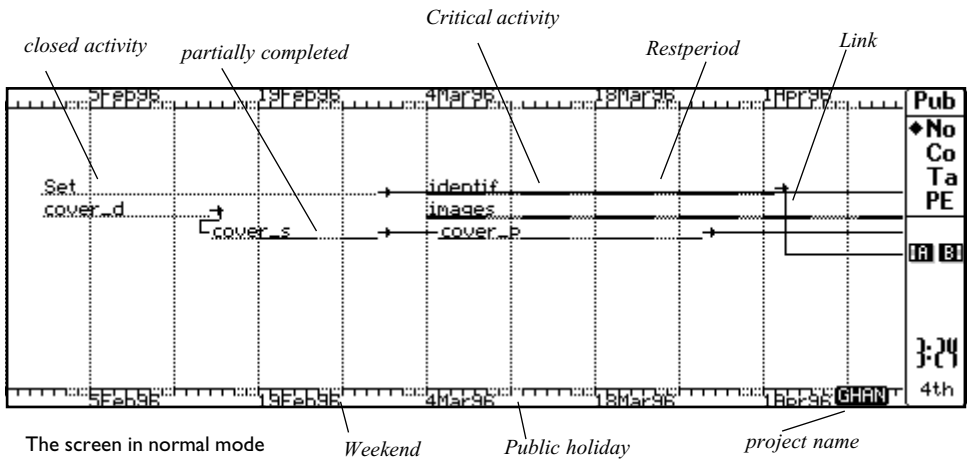 Critical activity
closed activity
partially completed
Restperiod
Link
5Feb96 19Feb96 4Mar96 18Mar96 1Apr96
Pub
No
Co
Ta
PE
Set identif
cover_d images
cover_s cover_p
A B
3:24
4th
5Feb96 19Feb96 4Mar96 18Mar96 1Apr96 GHAN
The screen in normal mode
Weekend
Public holiday
project name